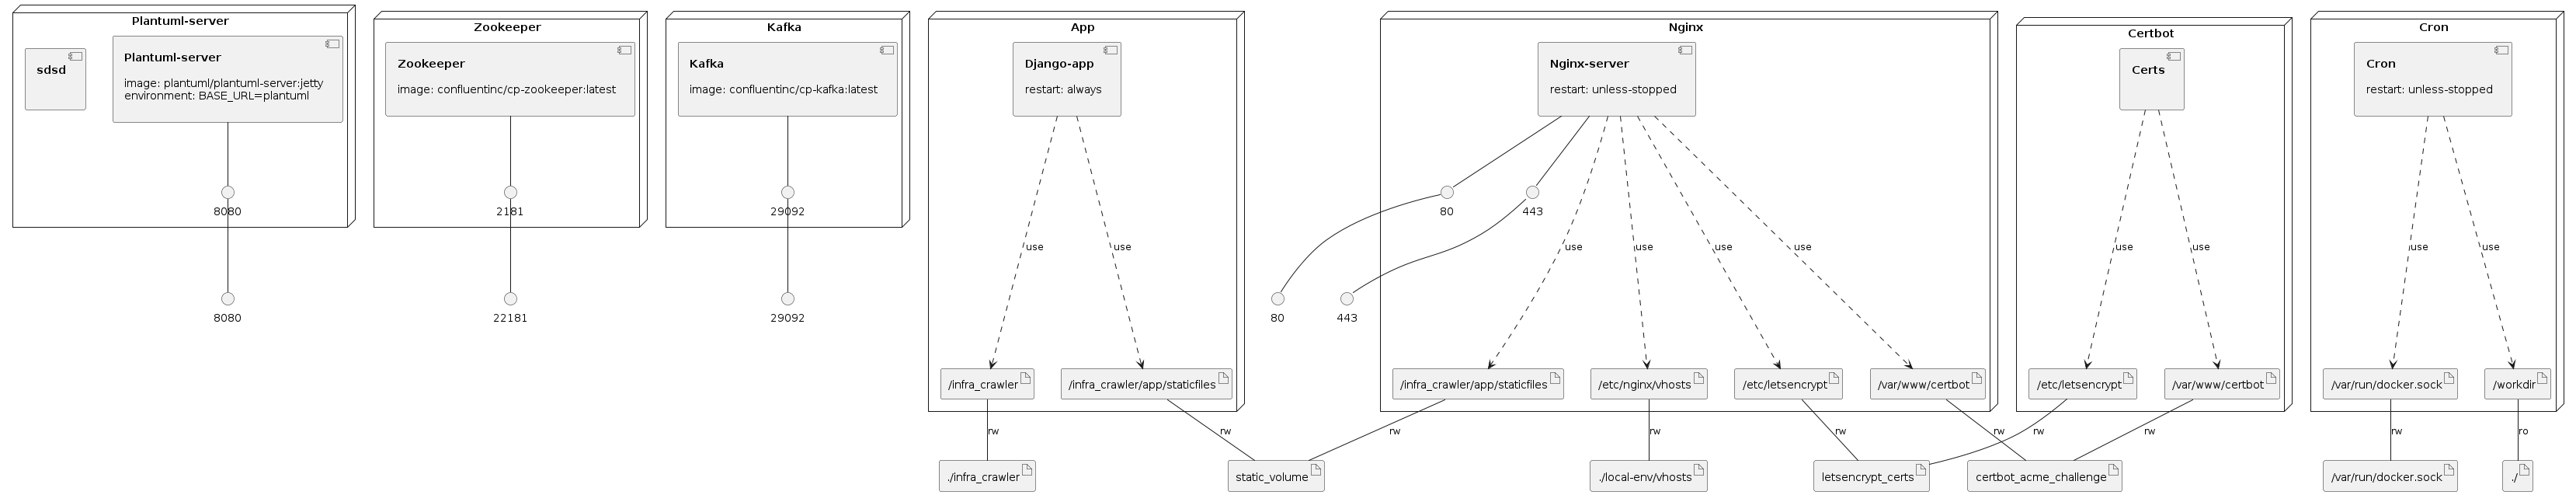 Plantuml-server
sdsd
Plantuml-server
image: plantuml/plantuml-server:jetty
environment: BASE_URL=plantuml
8080
8080
Zookeeper
Zookeeper
image: confluentinc/cp-zookeeper:latest
2181
22181
Kafka
Kafka
image: confluentinc/cp-kafka:latest
29092
29092
App
Django-app
restart: always
use
use
/infra_crawler
/infra_crawler/app/staticfiles
rw
rw
./infra_crawler
static_volume
Nginx
Nginx-server
restart: unless-stopped
80
443
use
use
use
use
80
443
/infra_crawler/app/staticfiles
/etc/nginx/vhosts
/etc/letsencrypt
/var/www/certbot
rw
rw
rw
rw
./local-env/vhosts
letsencrypt_certs
certbot_acme_challenge
Certbot
Certs
use
use
/etc/letsencrypt
/var/www/certbot
rw
rw
Cron
Cron
restart: unless-stopped
use
use
/var/run/docker.sock
/workdir
rw
ro
/var/run/docker.sock
./